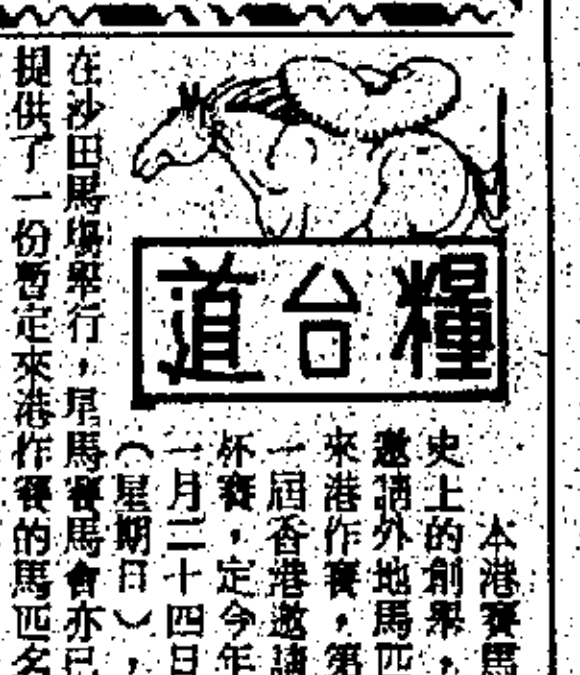 糧台道
本港賽馬
史上的創舉，
邀請外地馬匹
來港作賽，第
一屆香港邀請
杯賽，定今年
一月二十四日
（星期日），
在沙田馬場舉行，星馬賽馬會亦已
提供了一份暫定來港作賽的馬匹名